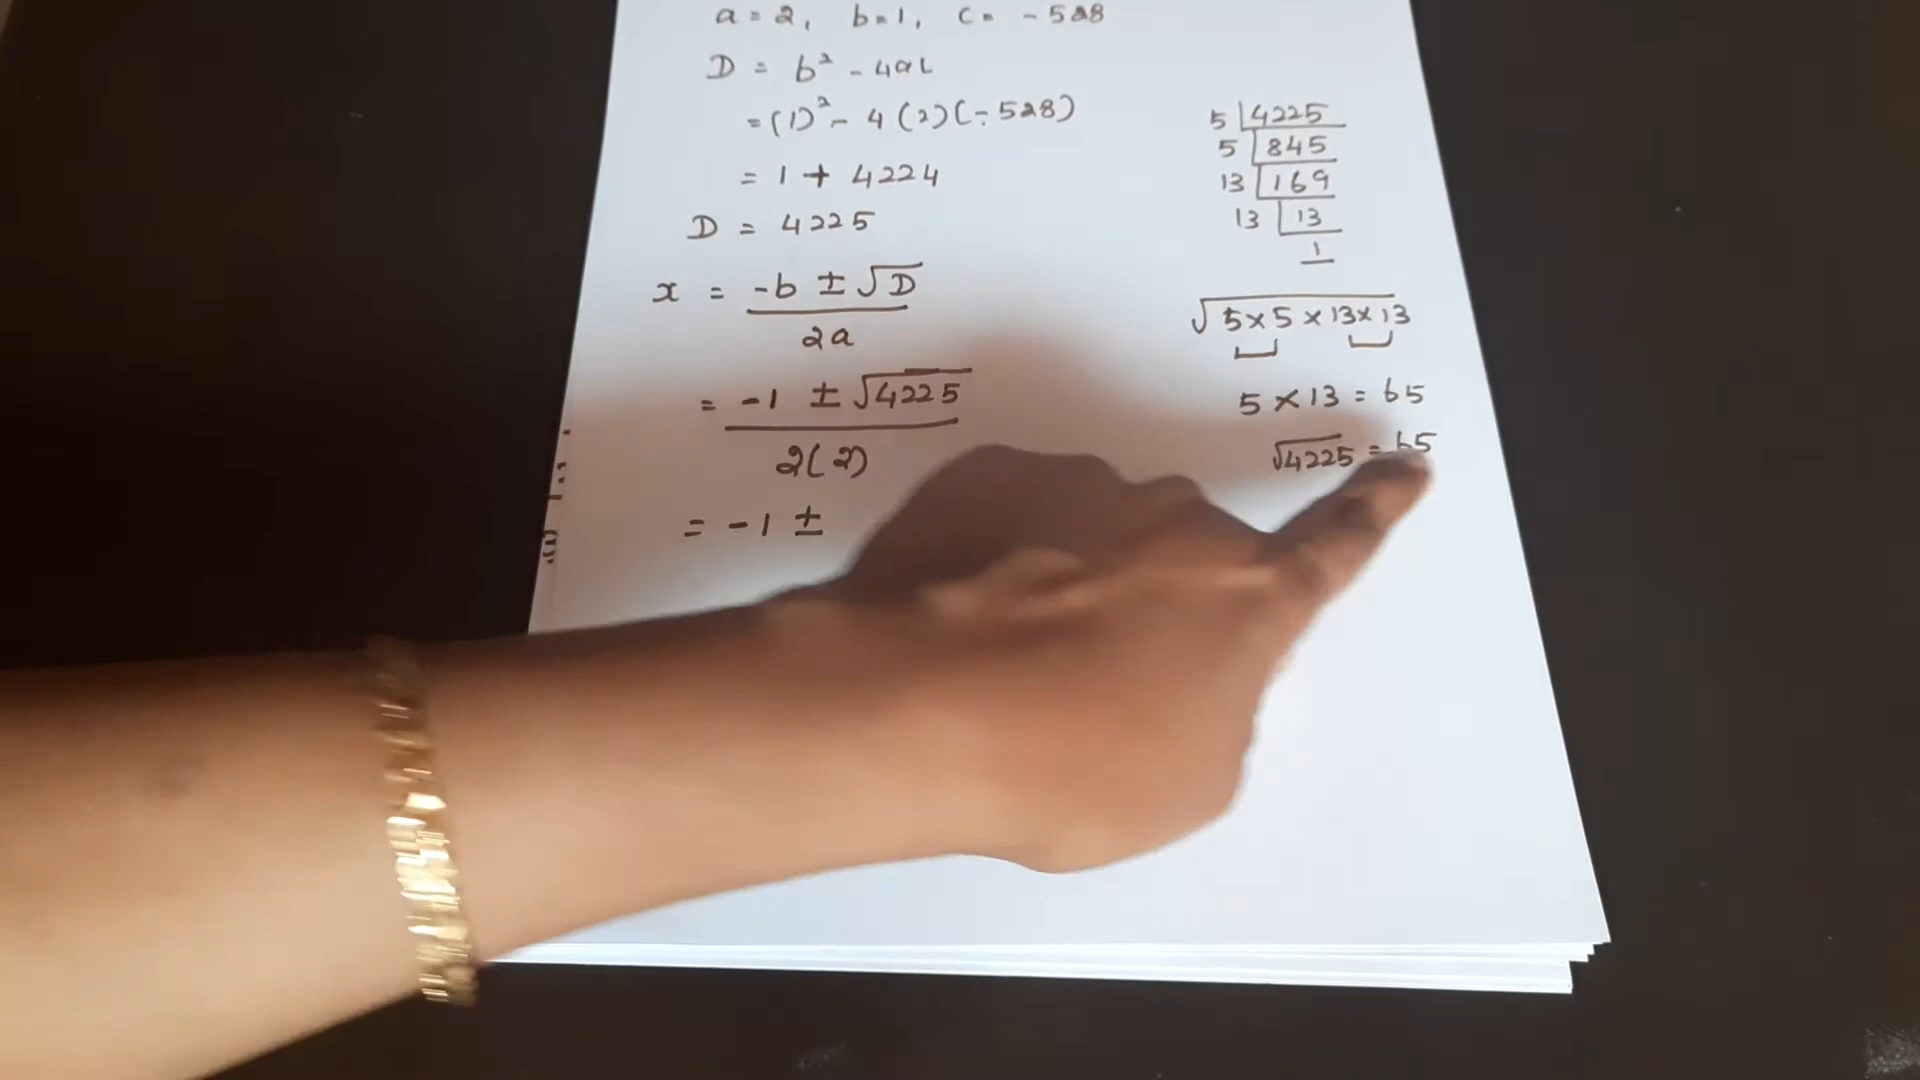 a = 2, b = 1, c = - 528
D = b² - 4ac
= (1)² - 4 (2) (- 528)
= 1 + 4224
D = 4225
x = -b ± √D
2a
= -1 ± √4225
2(2)
= -1 ±
5 | 4225
5 | 845
13 | 169
13 | 13
1
√5 × 5 × 13 × 13
5 × 13 = 65
√4225 = 65